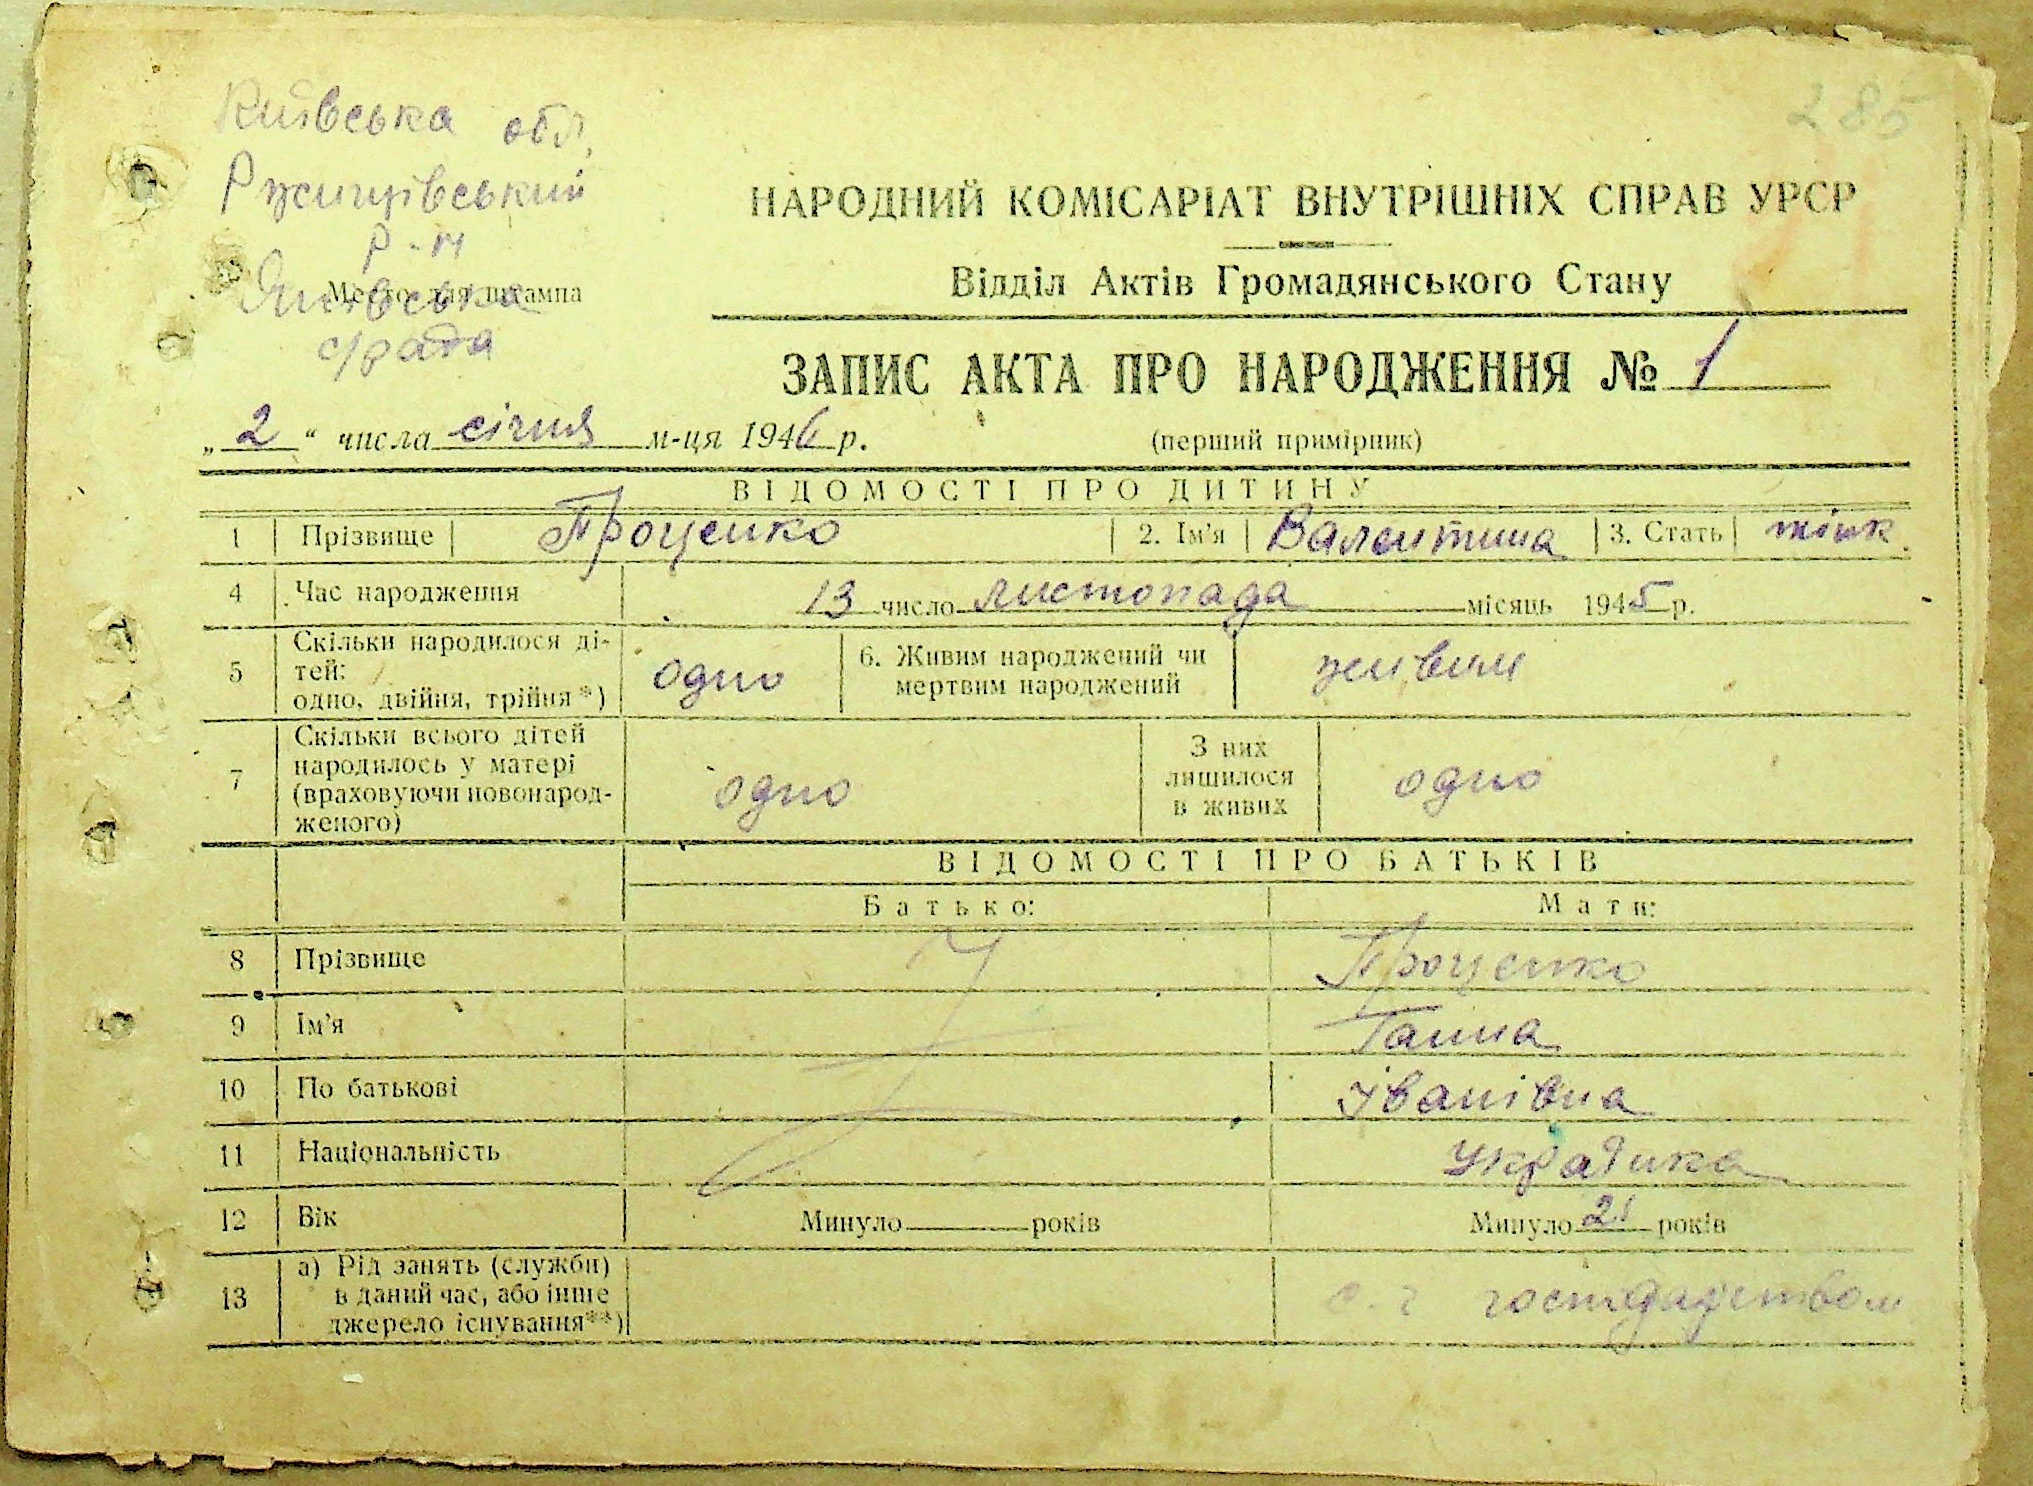 285
Київська обл.
Ржищівський
р-н
Место для штампа
с/рада
НАРОДНИЙ КОМІСАРІАТ ВНУТРІШНІХ СПРАВ УРСР
Відділ Актів Громадянського Стану
ЗАПИС АКТА ПРО НАРОДЖЕННЯ № 1
„2“ числа січня м-ця 1946 р.
(перший примірник)
ВІДОМОСТІ ПРО ДИТИНУ
1 Прізвище Проценко 2. Ім'я Валентина 3. Стать жінк.
4 Час народження 13 число листопада місяць 1945 р.
5 Скільки народилося ді-
тей:
одно, двійня, трійня*) одно 6. Живим народжений чи
мертвим народжений живим
7 Скільки всього дітей
народилось у матері
(враховуючи новонарод-
женого) одно З них
лишилося
в живих одно
ВІДОМОСТІ ПРО БАТЬКІВ
Батько: Мати:
8 Прізвище Проценко
9 Ім'я Ганна
10 По батькові Іванівна
11 Національність українка
12 Вік Минуло років Минуло 21 років
13 а) Рід занять (служби)
в даний час, або інше
джерело існування**) с. г господарством